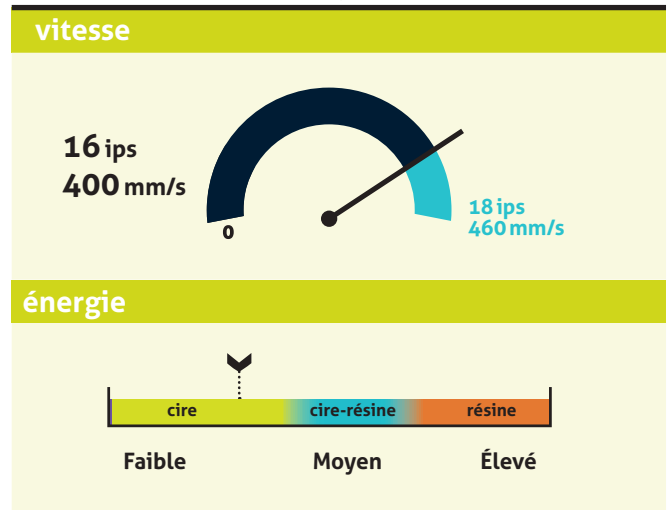 vitesse
16 ips
400 mm/s
0
18 ips
460 mm/s
énergie
cire cire-résine résine
Faible Moyen Élevé